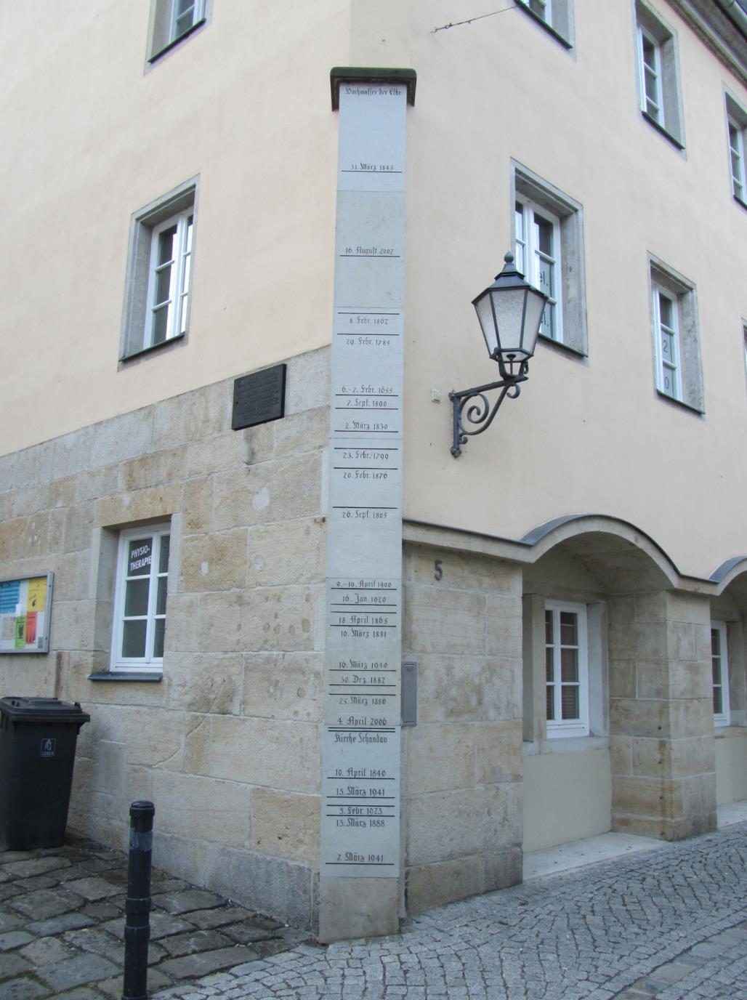 Hochwasser der Elbe
31. März 1845
16. August 2002
8. Febr. 1862
29. Febr. 1784
6.-7. Febr. 1655
7. Sept. 1890
2. März 1830
23. Febr. 1799
20. Febr. 1876
26. Sept. 1805
9.-10. April 1900
16. Jan. 1920
18. April 1865
10. März 1881
16. März 1940
30. Dez. 1882
25. März 1880
4. April 2006
Kirche Schandau
10. April 1840
15. März 1941
5. Febr. 1923
13. März 1888
2. März 1941
PHYSIO-
THERAPIE
5
2
0